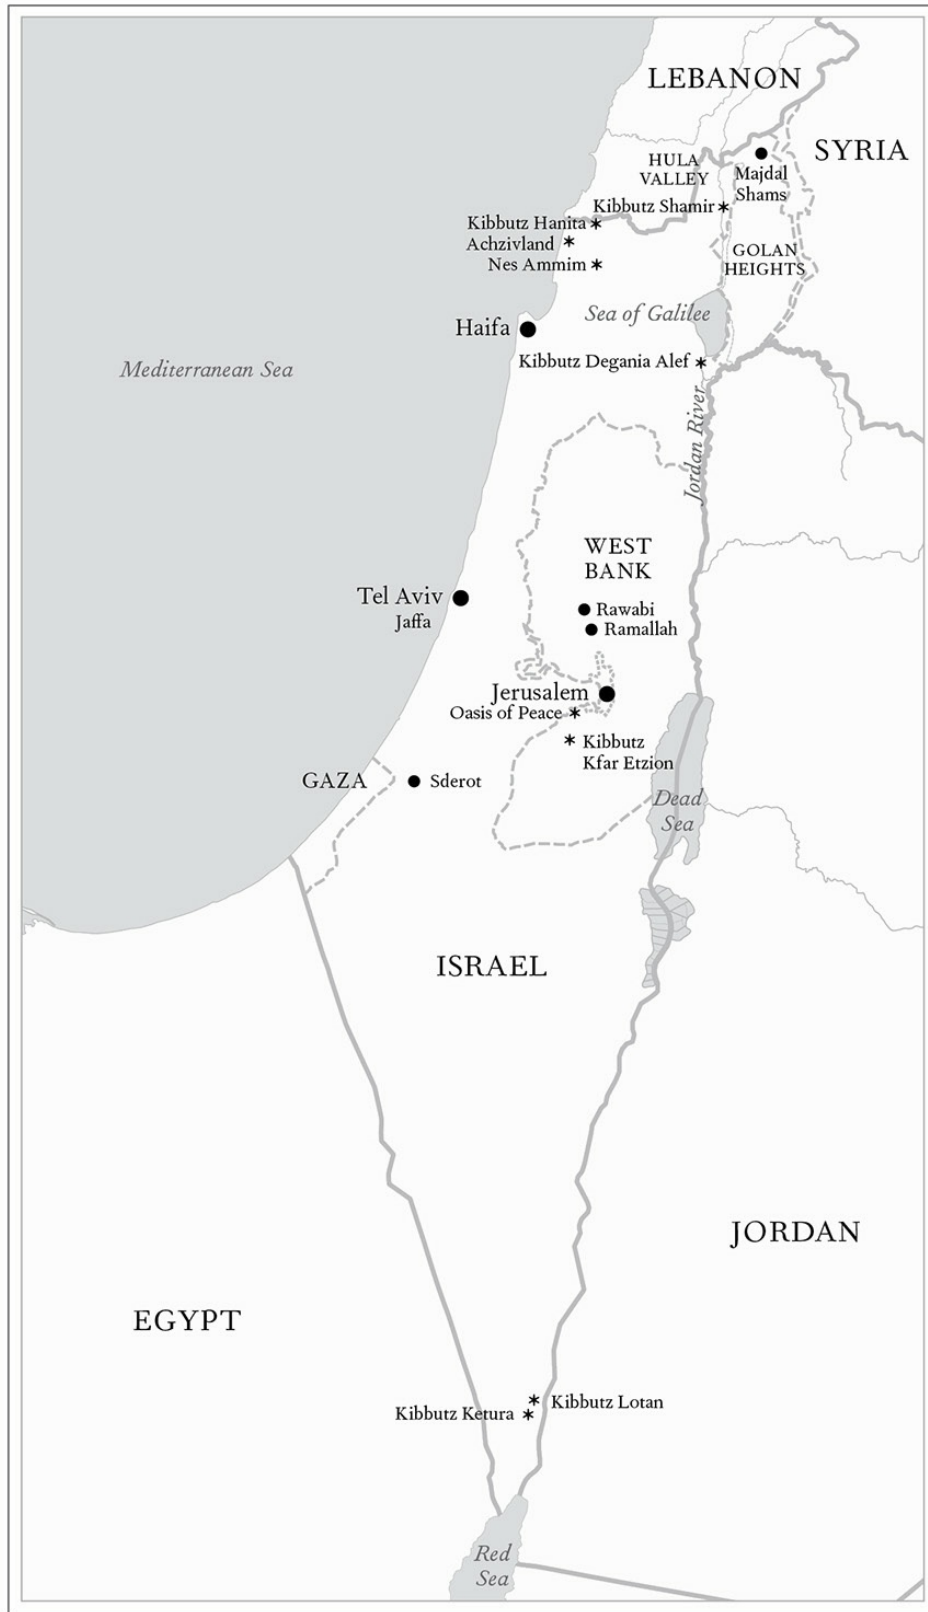 LEBANON
SYRIA
HULA
VALLEY
Majdal
Shams
Kibbutz Shamir
Kibbutz Hanita
Achzivland
Nes Ammim
GOLAN
HEIGHTS
Sea of Galilee
Haifa
Kibbutz Degania Alef
Mediterranean Sea
Jordan River
WEST
BANK
Tel Aviv
Jaffa
Rawabi
Ramallah
Jerusalem
Oasis of Peace
Kibbutz
Kfar Etzion
GAZA
Sderot
Dead
Sea
ISRAEL
JORDAN
EGYPT
Kibbutz Lotan
Kibbutz Ketura
Red
Sea